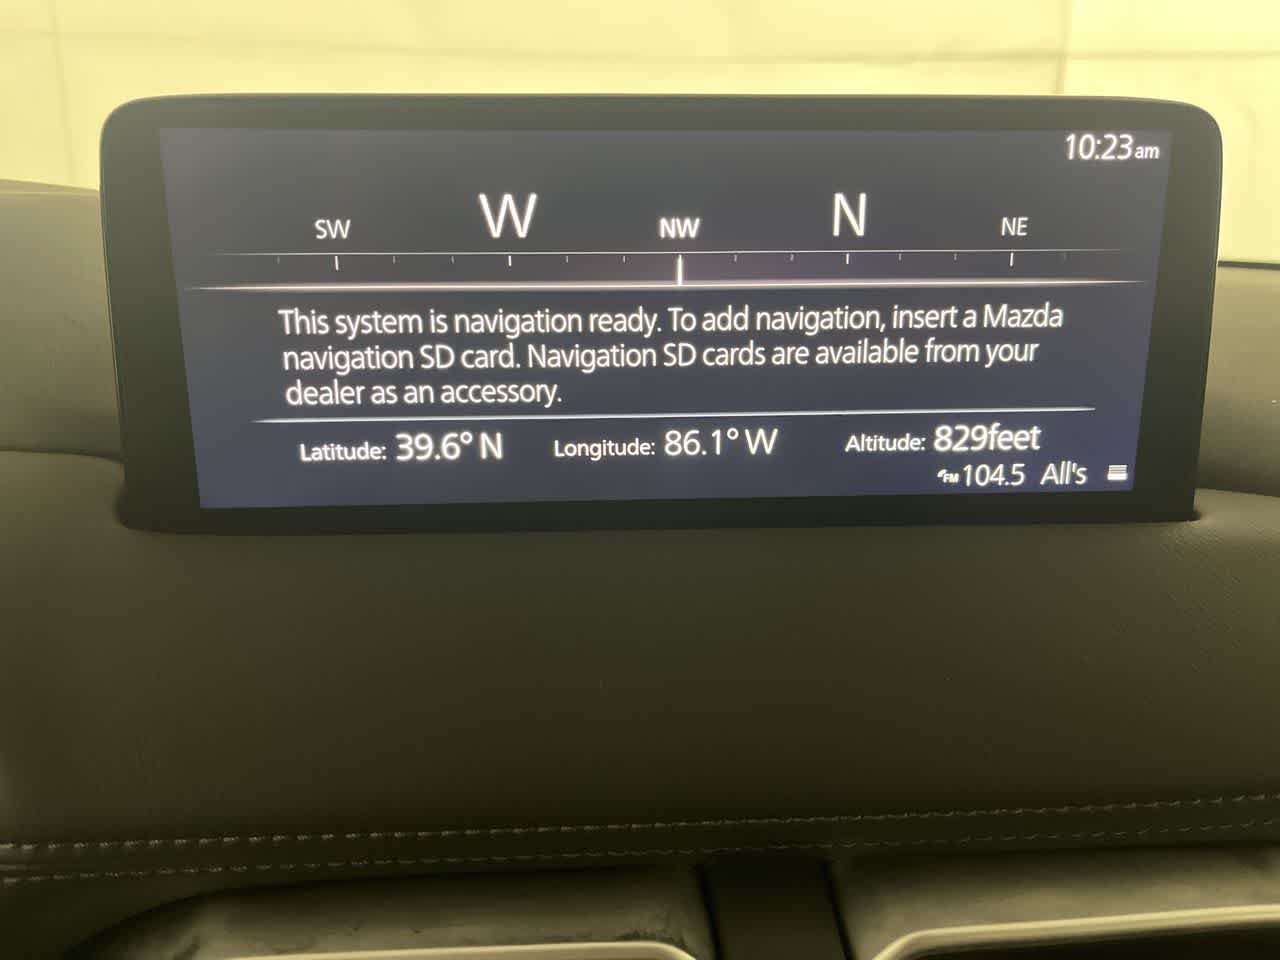 10:23am
SW W NW N NE
This system is navigation ready. To add navigation, insert a Mazda
navigation SD card. Navigation SD cards are available from your
dealer as an accessory.
Latitude: 39.6° N Longitude: 86.1° W Altitude: 829feet
FM 104.5 All's